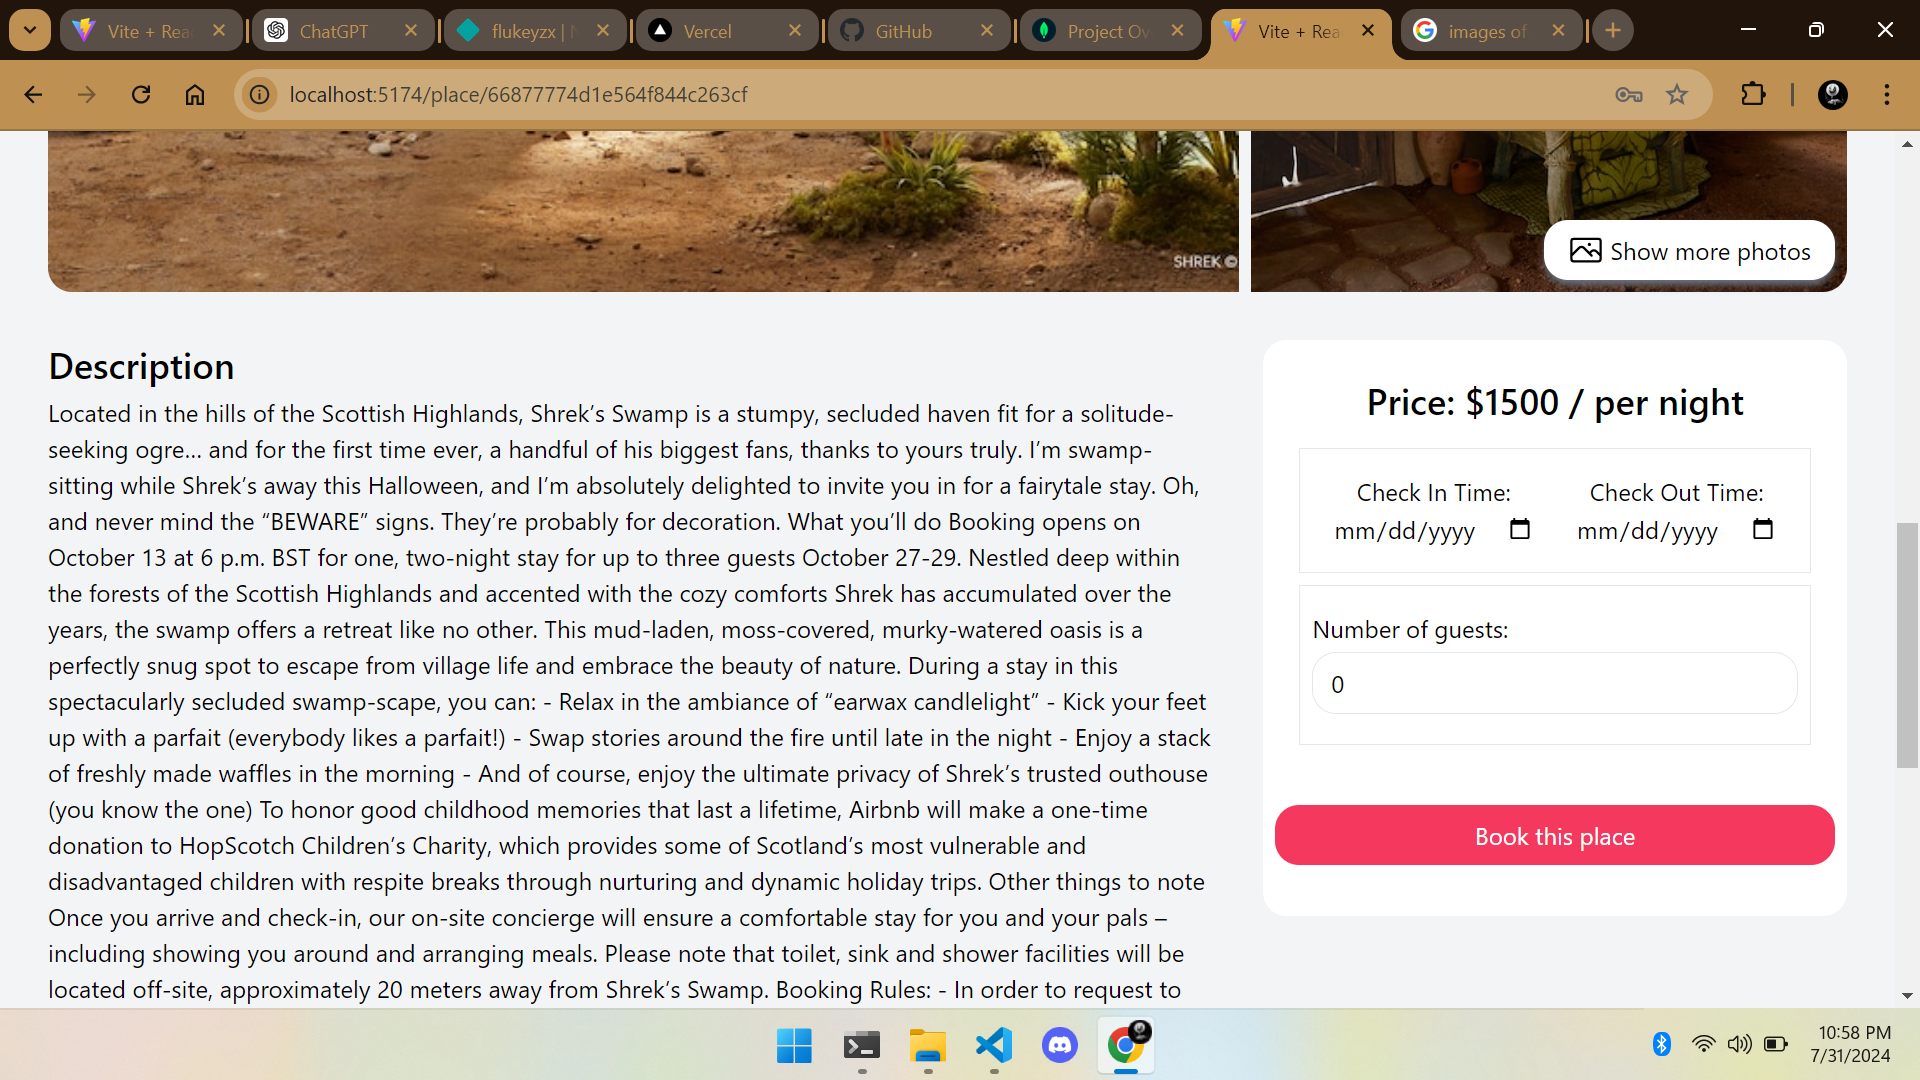 Vite + Rea
ChatGPT
flukeyzx | N
Vercel
GitHub
Project Ov
Vite + Rea
images of
localhost:5174/place/66877774d1e564f844c263cf
SHREK ©
Show more photos
Description
Located in the hills of the Scottish Highlands, Shrek’s Swamp is a stumpy, secluded haven fit for a solitude-
seeking ogre… and for the first time ever, a handful of his biggest fans, thanks to yours truly. I’m swamp-
sitting while Shrek’s away this Halloween, and I’m absolutely delighted to invite you in for a fairytale stay. Oh,
and never mind the “BEWARE” signs. They’re probably for decoration. What you’ll do Booking opens on
October 13 at 6 p.m. BST for one, two-night stay for up to three guests October 27-29. Nestled deep within
the forests of the Scottish Highlands and accented with the cozy comforts Shrek has accumulated over the
years, the swamp offers a retreat like no other. This mud-laden, moss-covered, murky-watered oasis is a
perfectly snug spot to escape from village life and embrace the beauty of nature. During a stay in this
spectacularly secluded swamp-scape, you can: - Relax in the ambiance of “earwax candlelight” - Kick your feet
up with a parfait (everybody likes a parfait!) - Swap stories around the fire until late in the night - Enjoy a stack
of freshly made waffles in the morning - And of course, enjoy the ultimate privacy of Shrek’s trusted outhouse
(you know the one) To honor good childhood memories that last a lifetime, Airbnb will make a one-time
donation to HopScotch Children’s Charity, which provides some of Scotland’s most vulnerable and
disadvantaged children with respite breaks through nurturing and dynamic holiday trips. Other things to note
Once you arrive and check-in, our on-site concierge will ensure a comfortable stay for you and your pals –
including showing you around and arranging meals. Please note that toilet, sink and shower facilities will be
located off-site, approximately 20 meters away from Shrek’s Swamp. Booking Rules: - In order to request to
Price: $1500 / per night
Check In Time:
Check Out Time:
mm/dd/yyyy
mm/dd/yyyy
Number of guests:
0
Book this place
10:58 PM
7/31/2024